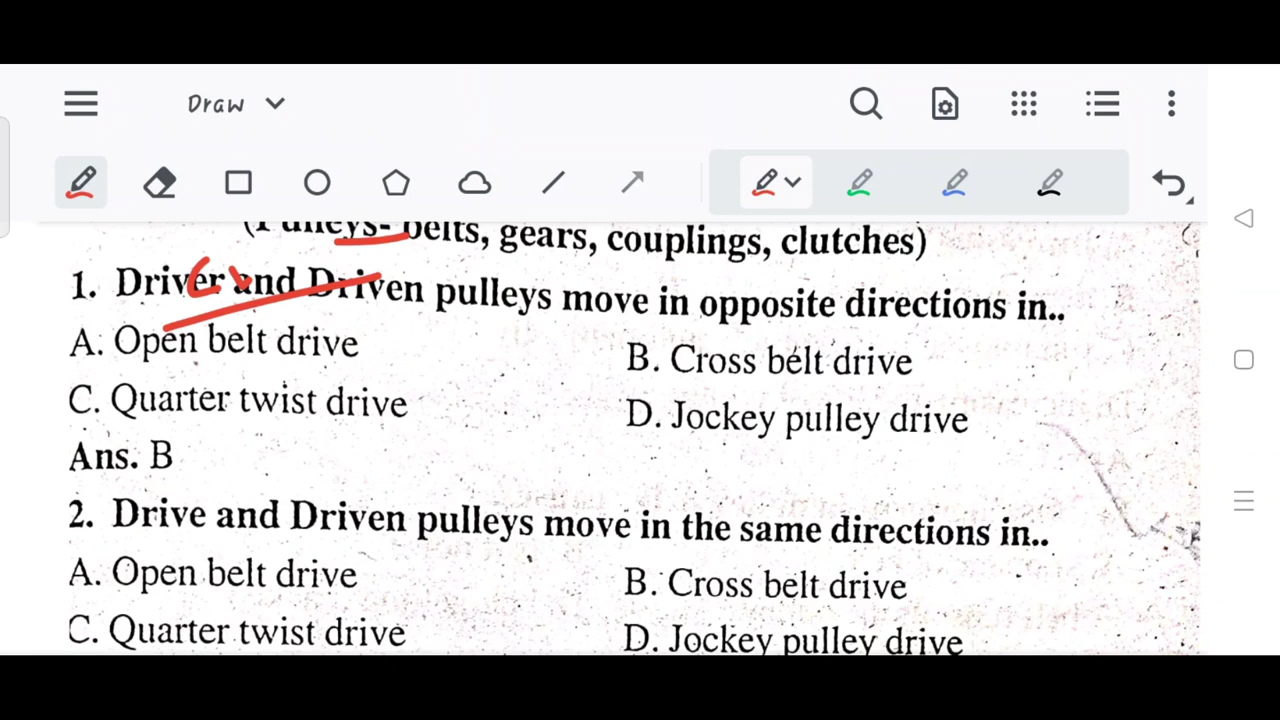 Draw
(Pulleys- belts, gears, couplings, clutches)
1. Driver and Driven pulleys move in opposite directions in..
A. Open belt drive
B. Cross belt drive
C. Quarter twist drive
D. Jockey pulley drive
Ans. B
2. Drive and Driven pulleys move in the same directions in..
A. Open belt drive
B. Cross belt drive
C. Quarter twist drive
D. Jockey pulley drive